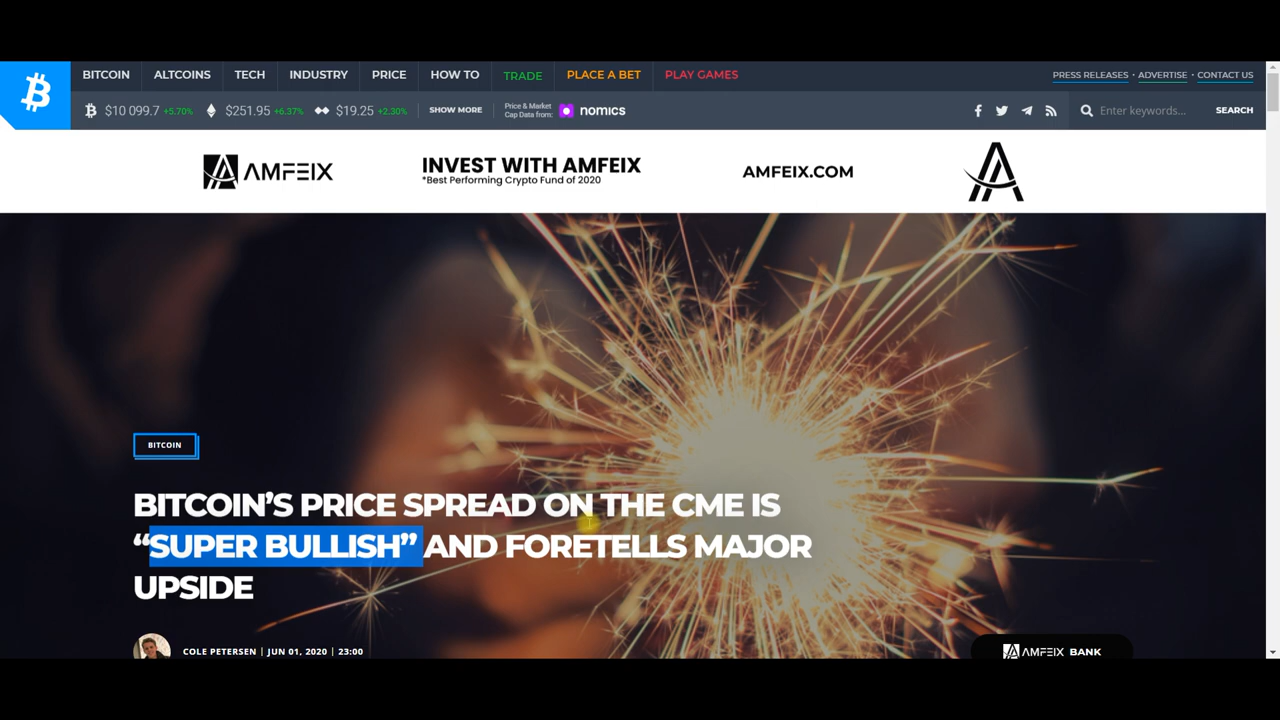 BITCOIN ALTCOINS TECH INDUSTRY PRICE HOW TO TRADE PLACE A BET PLAY GAMES PRESS RELEASES • ADVERTISE • CONTACT US
$10 099.7 +5.70% $251.95 +6.37% $19.25 +2.30% SHOW MORE Price & Market Cap Data from: nomics Enter keywords... SEARCH
AMFEIX INVEST WITH AMFEIX AMFEIX.COM
*Best Performing Crypto Fund of 2020
BITCOIN
BITCOIN’S PRICE SPREAD ON THE CME IS
“SUPER BULLISH” AND FORETELLS MAJOR
UPSIDE
COLE PETERSEN | JUN 01, 2020 | 23:00
AMFEIX BANK